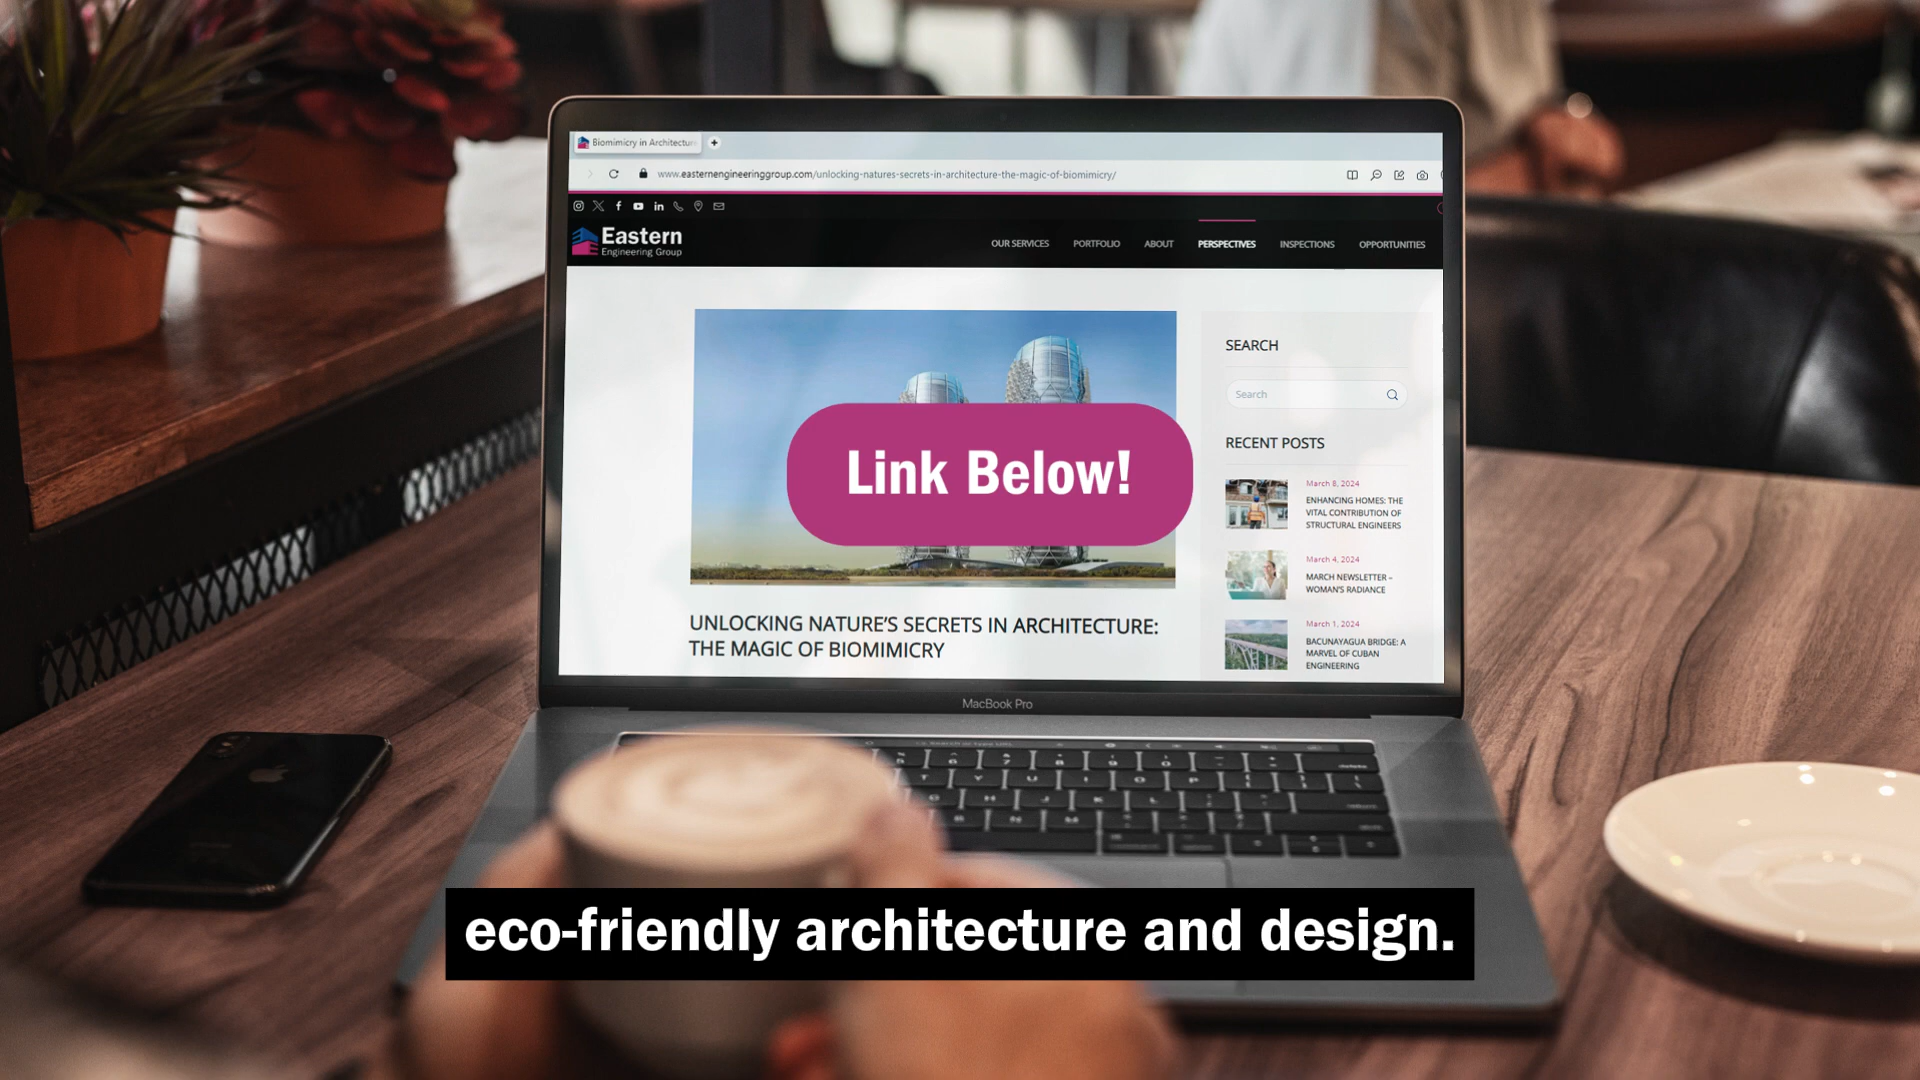 Biomimicry in Architectur
www.easternengineeringgroup.com/unlocking-natures-secrets-in-architecture-the-magic-of-biomimicry/
Eastern
Engineering Group
OUR SERVICES
PORTFOLIO
ABOUT
PERSPECTIVES
INSPECTIONS
OPPORTUNITIES
SEARCH
Search
RECENT POSTS
March 8, 2024
ENHANCING HOMES: THE
VITAL CONTRIBUTION OF
STRUCTURAL ENGINEERS
March 4, 2024
MARCH NEWSLETTER –
WOMAN'S RADIANCE
March 1, 2024
BACUNAYAGUA BRIDGE: A
MARVEL OF CUBAN
ENGINEERING
Link Below!
UNLOCKING NATURE'S SECRETS IN ARCHITECTURE:
THE MAGIC OF BIOMIMICRY
MacBook Pro
eco-friendly architecture and design.